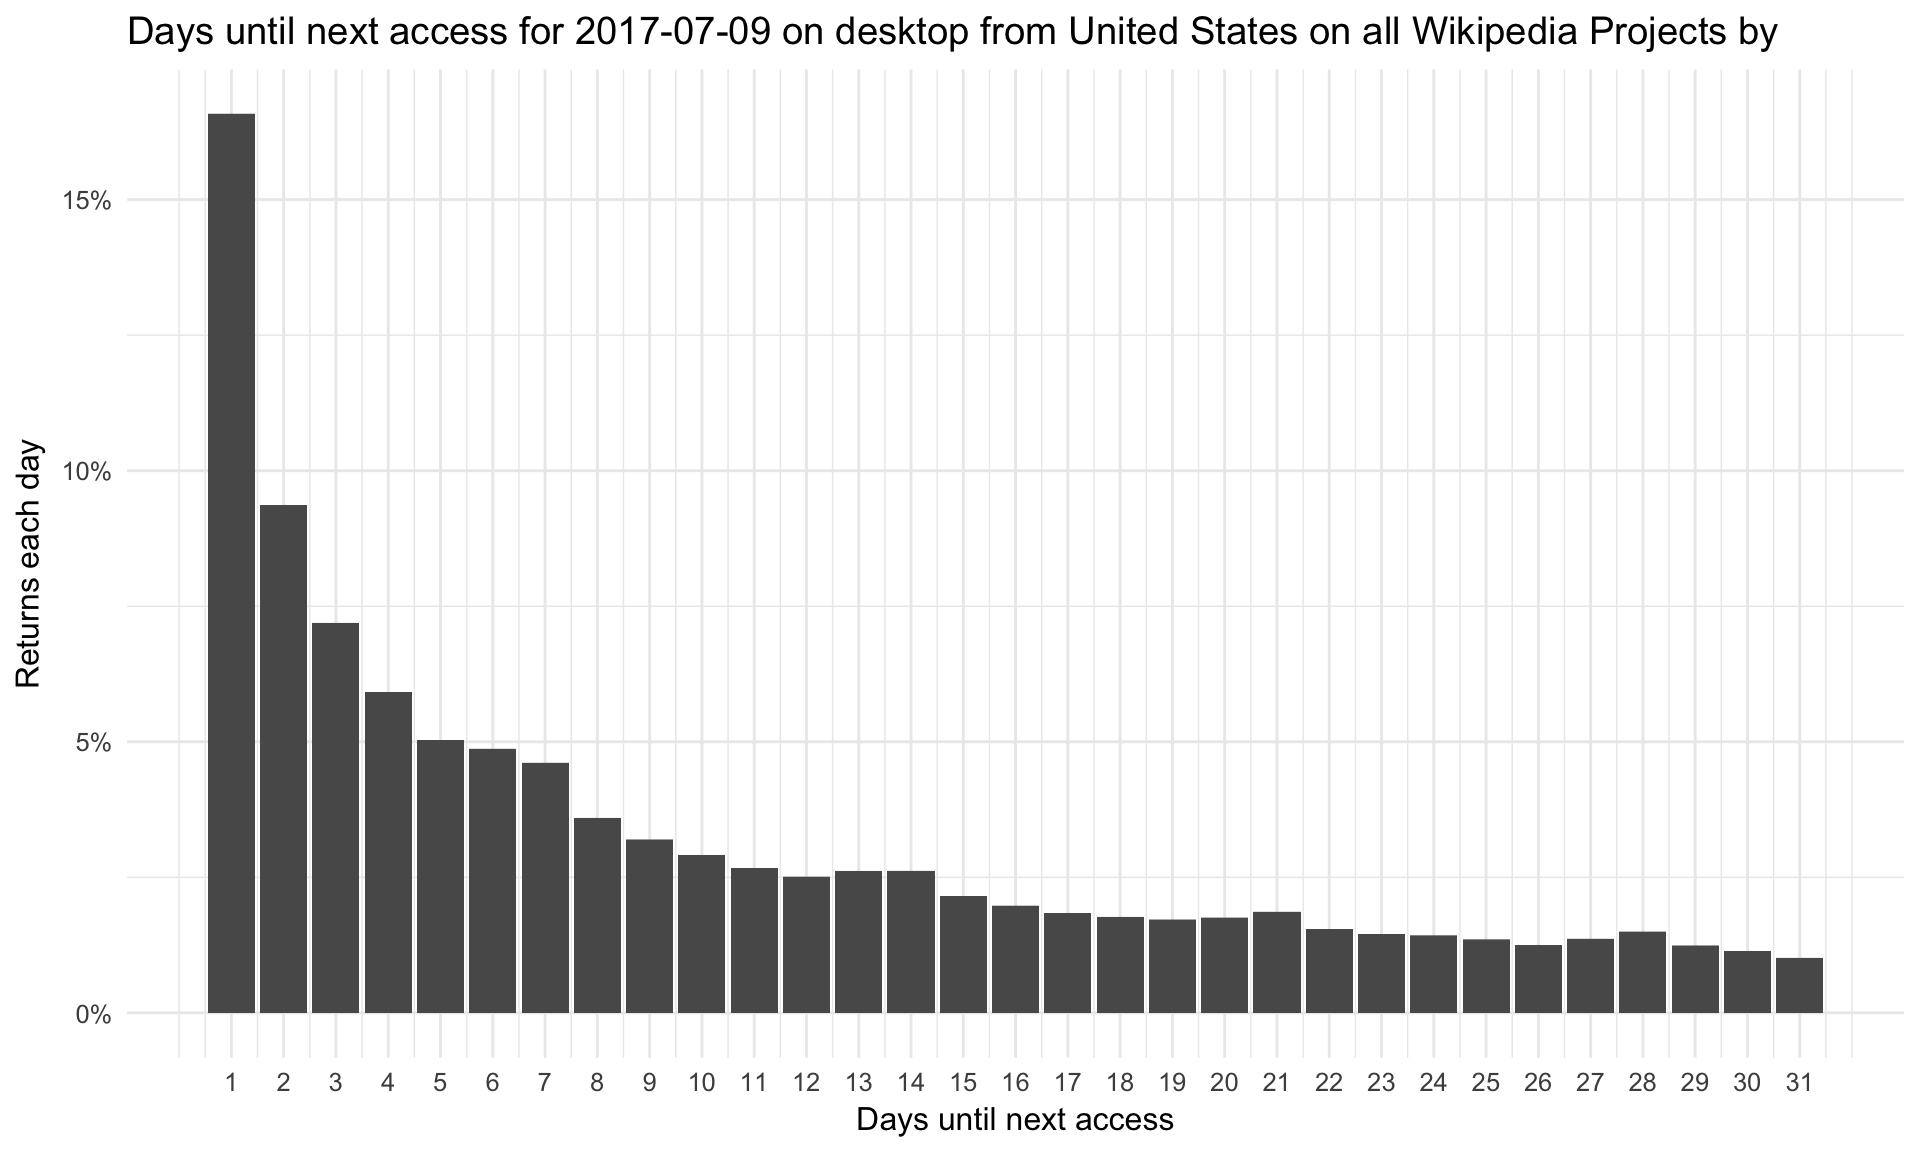 Days until next access for 2017-07-09 on desktop from United States on all Wikipedia Projects by
Returns each day
15%
10%
5%
0%
1 2 3 4 5 6 7 8 9 10 11 12 13 14 15 16 17 18 19 20 21 22 23 24 25 26 27 28 29 30 31
Days until next access